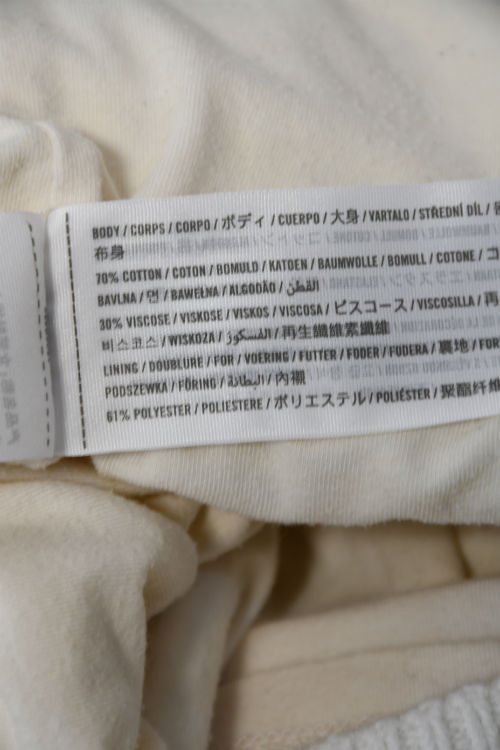 BODY / CORPS / CORPO / ボディ / CUERPO / 大身 / VARTALO / STŘEDNÍ DÍL /
布身
70% COTTON / COTON / BOMULD / KATOEN / BAUMWOLLE / BOMULL / COTONE / コ
BAVLNA / 면 / BAWEŁNA / ALGODÃO / القطن
30% VISCOSE / VISKOSE / VISKOS / VISCOSA / ビスコース / VISCOSILLA / 再
비스코스 / WISKOZA / الفسكوز / 再生纖維素纖維
LINING / DOUBLURE / FOR / VOERING / FUTTER / FODER / FODERA / 裏地 / FOR
PODSZEWKA / FÖRING / البطانة / 內襯
61% POLYESTER / POLIESTERE / ポリエステル / POLIÉSTER / 聚酯纤维